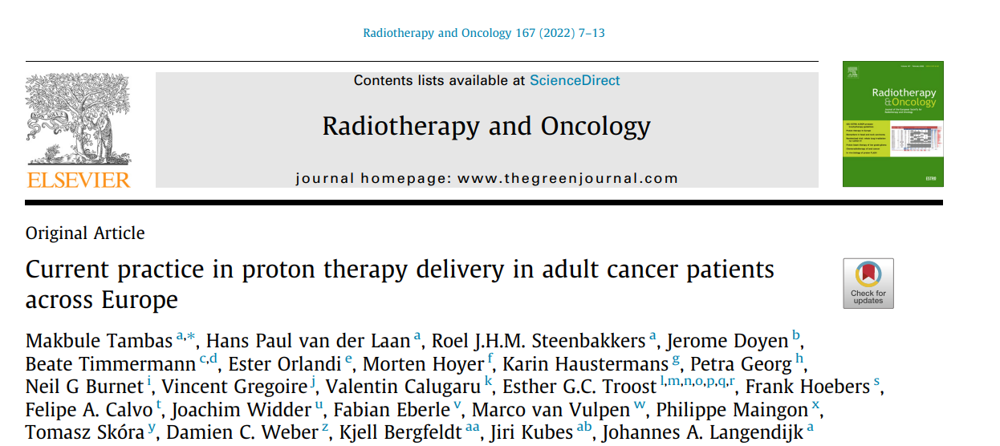 Radiotherapy and Oncology 167 (2022) 7–13
Contents lists available at ScienceDirect
Radiotherapy and Oncology
journal homepage: www.thegreenjournal.com
NON SOLUS
ELSEVIER
Radiotherapy
&Oncology
ESTRO
Original Article
Current practice in proton therapy delivery in adult cancer patients
across Europe
Check for
updates
Makbule Tambas a,*, Hans Paul van der Laan a, Roel J.H.M. Steenbakkers a, Jerome Doyen b,
Beate Timmermann c,d, Ester Orlandi e, Morten Hoyer f, Karin Haustermans g, Petra Georg h,
Neil G Burnet i, Vincent Gregoire j, Valentin Calugaru k, Esther G.C. Troost l,m,n,o,p,q,r, Frank Hoebers s,
Felipe A. Calvo t, Joachim Widder u, Fabian Eberle v, Marco van Vulpen w, Philippe Maingon x,
Tomasz Skóra y, Damien C. Weber z, Kjell Bergfeldt aa, Jiri Kubes ab, Johannes A. Langendijk a